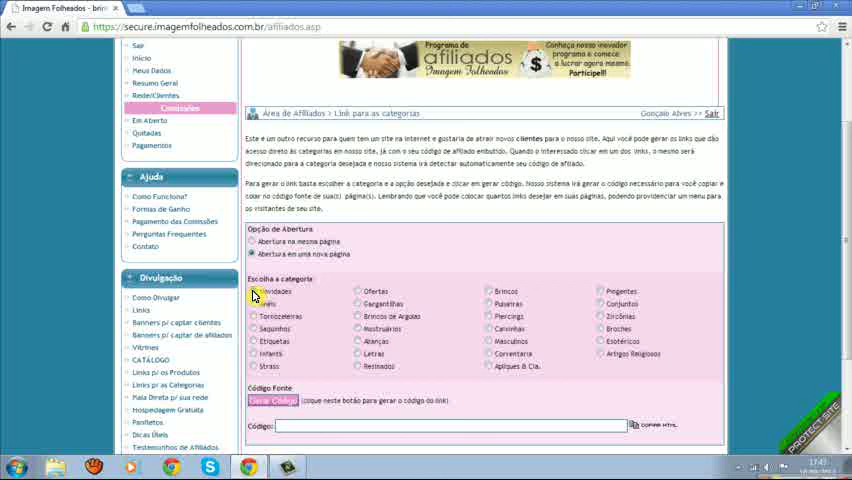 Imagem Folheados - brin
https://secure.imagemfolheados.com.br/afiliados.asp
Sair
Início
Meus Dados
Resumo Geral
Rede/Clientes
Comissões
Em Aberto
Quitadas
Pagamentos
Ajuda
Como Funciona?
Formas de Ganho
Pagamento das Comissões
Perguntas Frequentes
Contato
Divulgação
Como Divulgar
Links
Banners p/ captar clientes
Banners p/ captar de afiliados
Vitrines
CATÁLOGO
Links p/ os Produtos
Links p/ as Categorias
Mala Direta p/ sua rede
Hospedagem Gratuita
Panfletos
Dicas Úteis
Testemunhos de Afiliados
Programa de
afiliados
Imagem Folheados
Conheça nosso inovador
programa e comece
a lucrar agora mesmo.
Participe!!!
Área de Afiliados > Link para as categorias
Gonçalo Alves >> Sair
Este é um outro recurso para quem tem um site na internet e gostaria de atrair novos clientes para o nosso site. Aqui você pode gerar os links que dão
acesso direto às categorias em nosso site, já com o seu código de afiliado embutido. Quando o interessado clicar em um dos links, o mesmo será
direcionado para a categoria desejada e nosso sistema irá detectar automaticamente seu código de afiliado.
Para gerar o link basta escolher a categoria e a opção desejada e clicar em gerar código. Nosso sistema irá gerar o código necessário para você copiar e
colar no código fonte de sua(s) página(s). Lembrando que você pode colocar quantos links desejar em suas páginas, podendo providenciar um menu para
os visitantes de seu site.
Opção de Abertura
Abertura na mesma página
Abertura em uma nova página
Escolha a categoria:
Novidades Ofertas Brincos Pingentes
Anéis Gargantilhas Pulseiras Conjuntos
Tornozeleiras Brincos de Argolas Piercings Zircônias
Saquinhos Mostruários Caixinhas Broches
Etiquetas Alianças Masculinos Esotéricos
Infantil Letras Correntaria Artigos Religiosos
Strass Resinados Apliques & Cia.
Código Fonte
Gerar Código (clique neste botão para gerar o código do link)
Código:
COPIAR HTML
PROTECT SITE
17:43